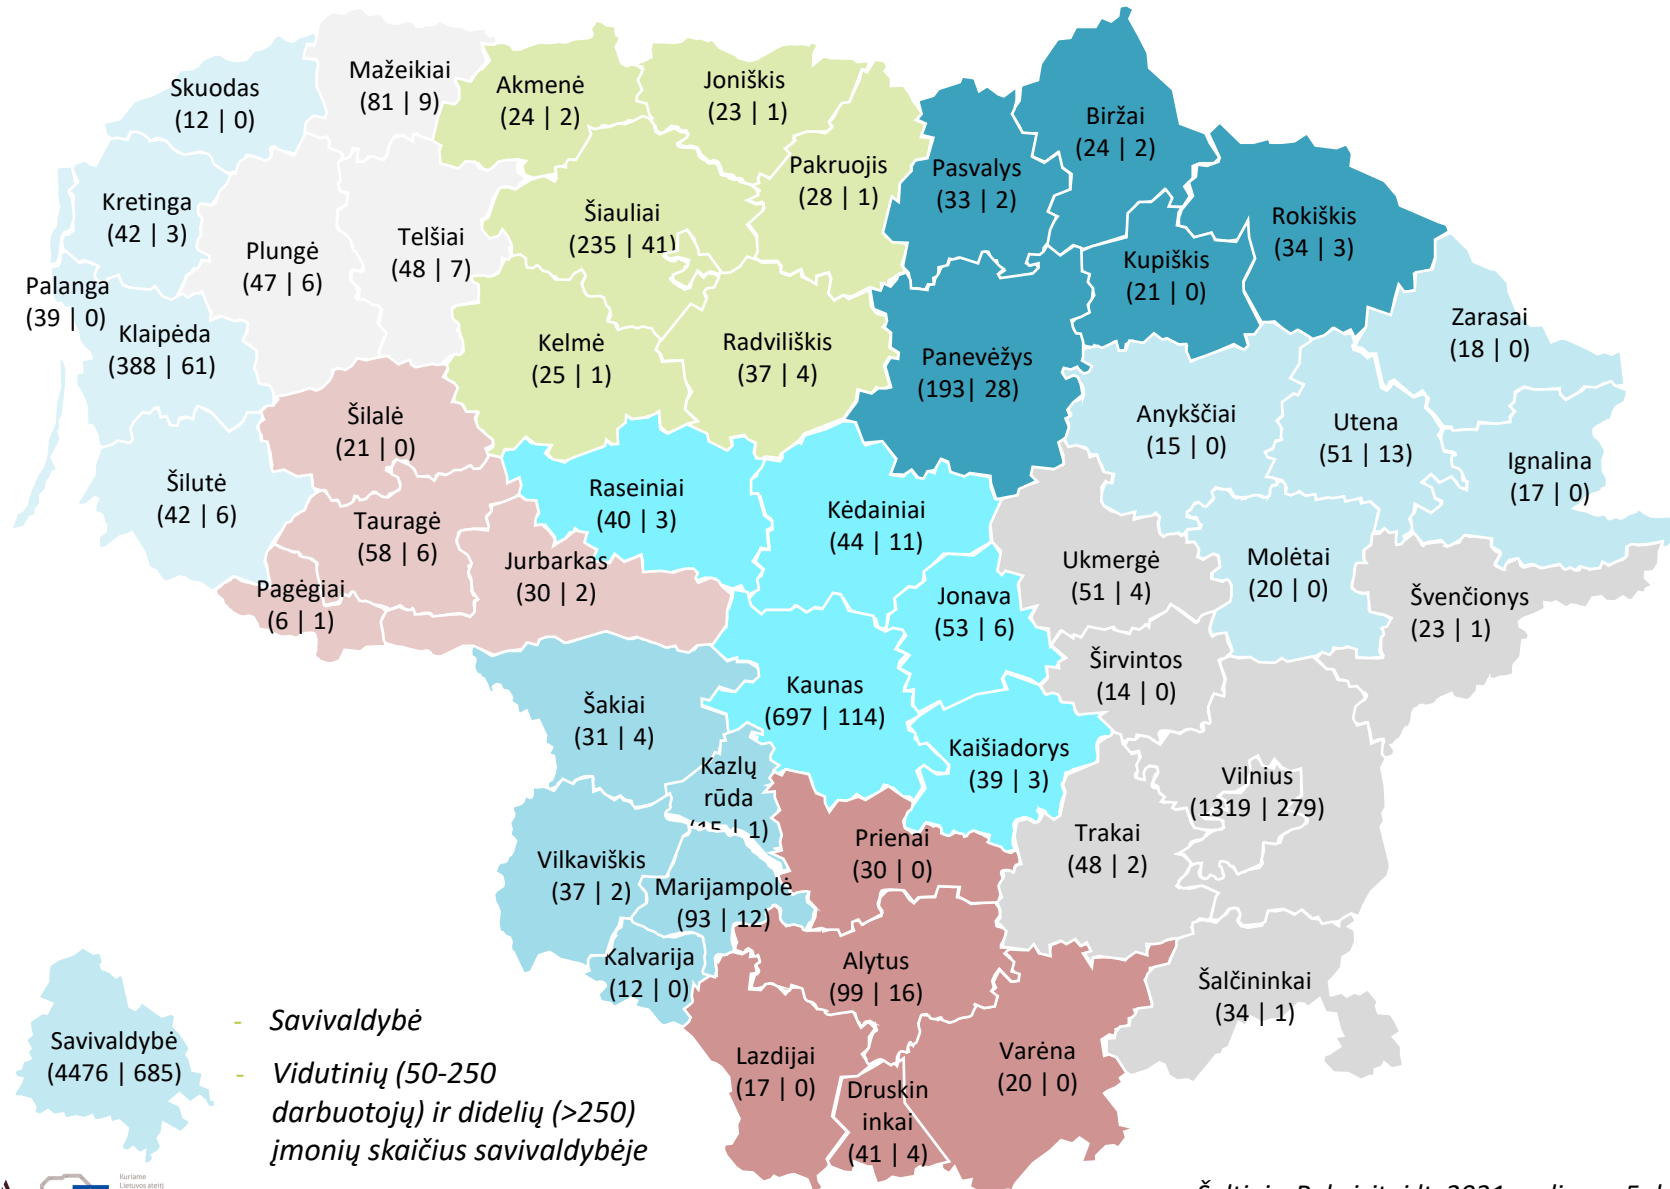 Skuodas
(12 | 0)
Mažeikiai
(81 | 9)
Akmenė
(24 | 2)
Joniškis
(23 | 1)
Pakruojis
(28 | 1)
Pasvalys
(33 | 2)
Biržai
(24 | 2)
Rokiškis
(34 | 3)
Kretinga
(42 | 3)
Plungė
(47 | 6)
Telšiai
(48 | 7)
Šiauliai
(235 | 41)
Kupiškis
(21 | 0)
Palanga
(39 | 0)
Klaipėda
(388 | 61)
Kelmė
(25 | 1)
Radviliškis
(37 | 4)
Panevėžys
(193| 28)
Zarasai
(18 | 0)
Šilalė
(21 | 0)
Anykščiai
(15 | 0)
Utena
(51 | 13)
Ignalina
(17 | 0)
Šilutė
(42 | 6)
Tauragė
(58 | 6)
Raseiniai
(40 | 3)
Kėdainiai
(44 | 11)
Jurbarkas
(30 | 2)
Pagėgiai
(6 | 1)
Jonava
(53 | 6)
Ukmergė
(51 | 4)
Molėtai
(20 | 0)
Švenčionys
(23 | 1)
Širvintos
(14 | 0)
Šakiai
(31 | 4)
Kaunas
(697 | 114)
Kaišiadorys
(39 | 3)
Kazlų
rūda
(15 | 1)
Vilnius
(1319 | 279)
Trakai
(48 | 2)
Prienai
(30 | 0)
Vilkaviškis
(37 | 2)
Marijampolė
(93 | 12)
Kalvarija
(12 | 0)
Alytus
(99 | 16)
Šalčininkai
(34 | 1)
Lazdijai
(17 | 0)
Druskin
inkai
(41 | 4)
Varėna
(20 | 0)
Savivaldybė
(4476 | 685)
- Savivaldybė
- Vidutinių (50-250
darbuotojų) ir didelių (>250)
įmonių skaičius savivaldybėje
Kuriame
Lietuvos ateitį